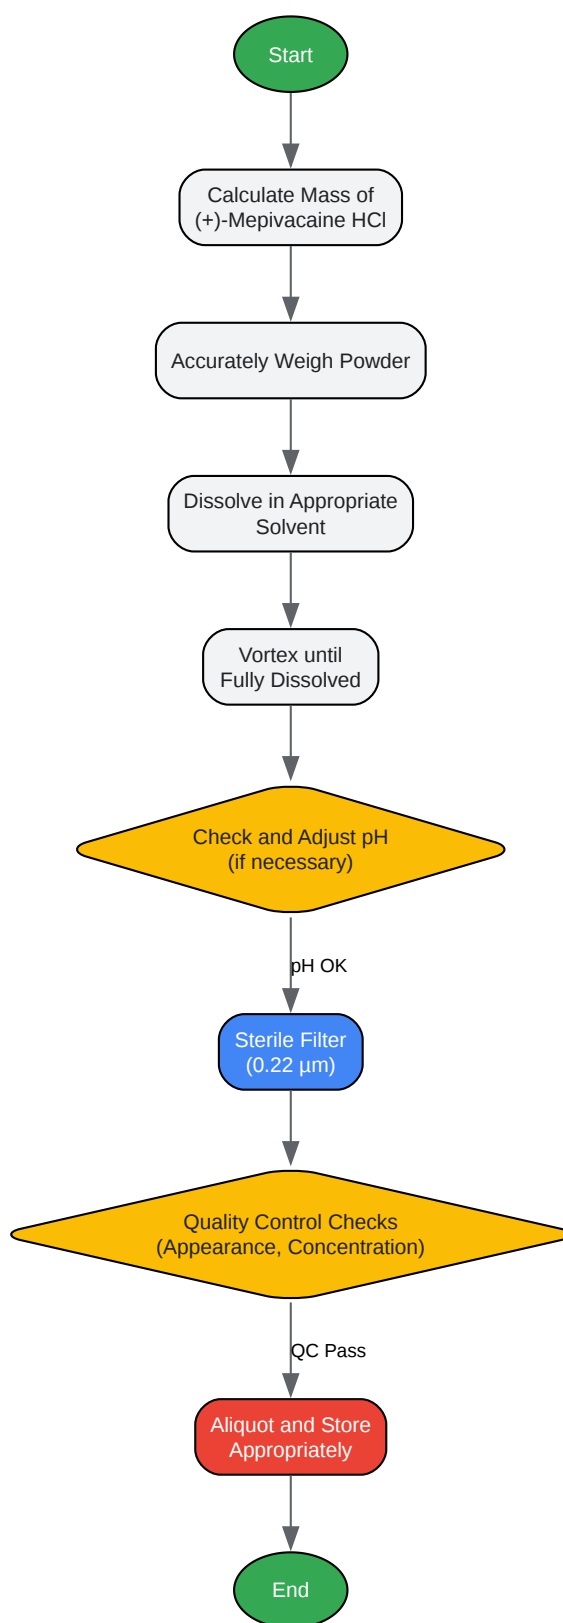 Start
Calculate Mass of
(+)-Mepivacaine HCl
Accurately Weigh Powder
Dissolve in Appropriate
Solvent
Vortex until
Fully Dissolved
Check and Adjust pH
(if necessary)
pH OK
Sterile Filter
(0.22 µm)
Quality Control Checks
(Appearance, Concentration)
QC Pass
Aliquot and Store
Appropriately
End